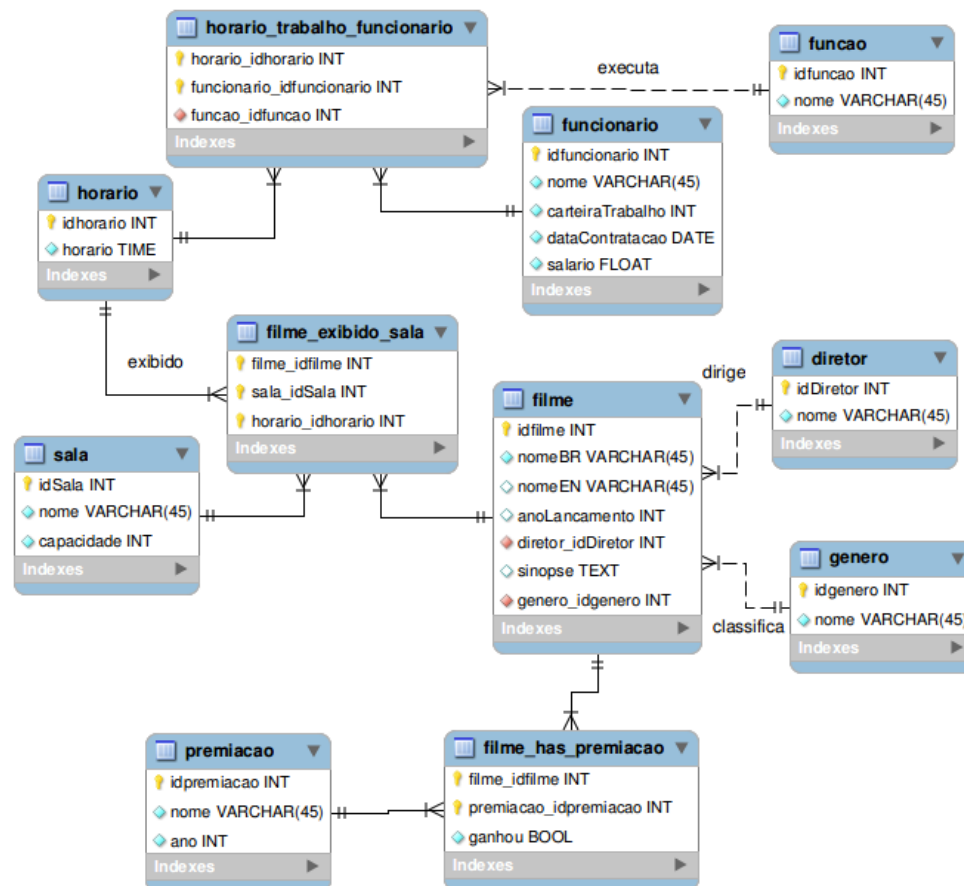 horario_trabalho_funcionario
horario_idhorario INT
funcionario_idfuncionario INT
funcao_idfuncao INT
Indexes
executa
funcao
idfuncao INT
nome VARCHAR(45)
Indexes
funcionario
idfuncionario INT
nome VARCHAR(45)
carteiraTrabalho INT
dataContratacao DATE
salario FLOAT
Indexes
horario
idhorario INT
horario TIME
Indexes
exibido
filme_exibido_sala
filme_idfilme INT
sala_idSala INT
horario_idhorario INT
Indexes
sala
idSala INT
nome VARCHAR(45)
capacidade INT
Indexes
filme
idfilme INT
nomeBR VARCHAR(45)
nomeEN VARCHAR(45)
anoLancamento INT
diretor_idDiretor INT
sinopse TEXT
genero_idgenero INT
Indexes
dirige
diretor
idDiretor INT
nome VARCHAR(45)
Indexes
classifica
genero
idgenero INT
nome VARCHAR(45)
Indexes
premiacao
idpremiacao INT
nome VARCHAR(45)
ano INT
Indexes
filme_has_premiacao
filme_idfilme INT
premiacao_idpremiacao INT
ganhou BOOL
Indexes